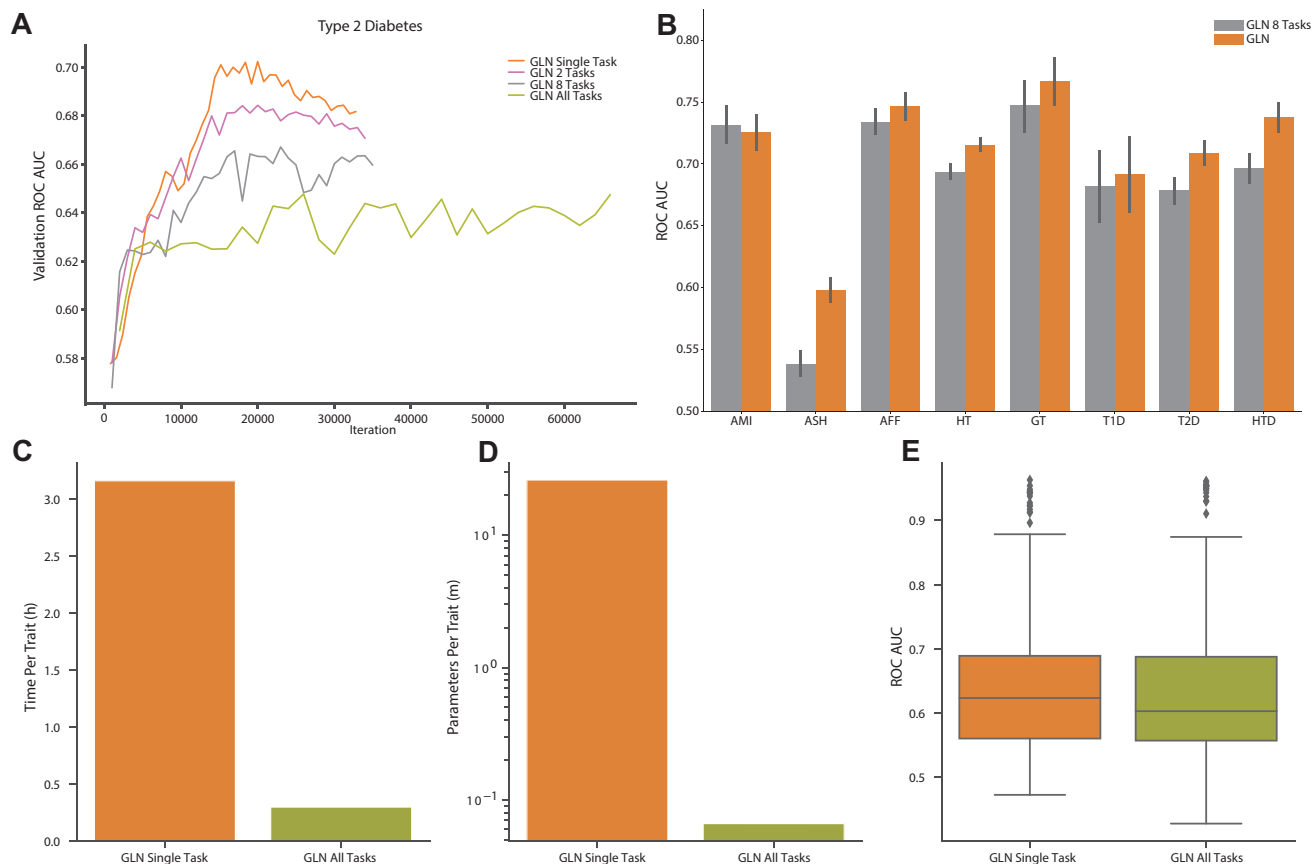 A
Type 2 Diabetes
GLN Single Task
GLN 2 Tasks
GLN 8 Tasks
GLN All Tasks
Validation ROC AUC
0.70
0.68
0.66
0.64
0.62
0.60
0.58
0 10000 20000 30000 40000 50000 60000
Iteration
B
GLN 8 Tasks
GLN
ROC AUC
0.80
0.75
0.70
0.65
0.60
0.55
0.50
AMI ASH AFF HT GT T1D T2D HTD
C
Time Per Trait (h)
3.0
2.5
2.0
1.5
1.0
0.5
0.0
GLN Single Task GLN All Tasks
D
Parameters Per Trait (m)
10^1
10^0
10^−1
GLN Single Task GLN All Tasks
E
ROC AUC
0.9
0.8
0.7
0.6
0.5
GLN Single Task GLN All Tasks